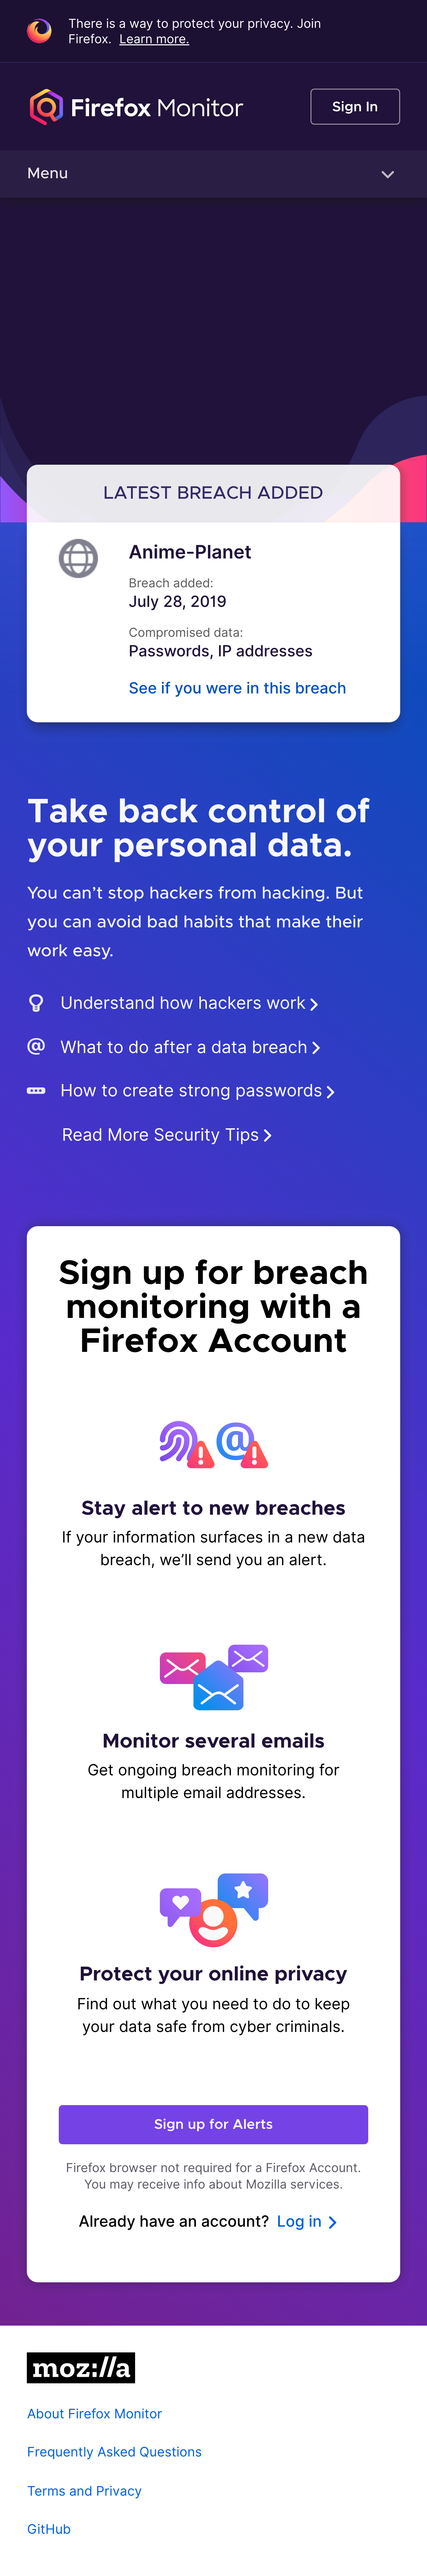 There is a way to protect your privacy. Join
Firefox. Learn more.
Firefox Monitor
Sign In
Menu
LATEST BREACH ADDED
Anime-Planet
Breach added:
July 28, 2019
Compromised data:
Passwords, IP addresses
See if you were in this breach
Take back control of
your personal data.
You can’t stop hackers from hacking. But
you can avoid bad habits that make their
work easy.
Understand how hackers work
What to do after a data breach
How to create strong passwords
Read More Security Tips
Sign up for breach
monitoring with a
Firefox Account
Stay alert to new breaches
If your information surfaces in a new data
breach, we’ll send you an alert.
Monitor several emails
Get ongoing breach monitoring for
multiple email addresses.
Protect your online privacy
Find out what you need to do to keep
your data safe from cyber criminals.
Sign up for Alerts
Firefox browser not required for a Firefox Account.
You may receive info about Mozilla services.
Already have an account? Log in
moz://a
About Firefox Monitor
Frequently Asked Questions
Terms and Privacy
GitHub